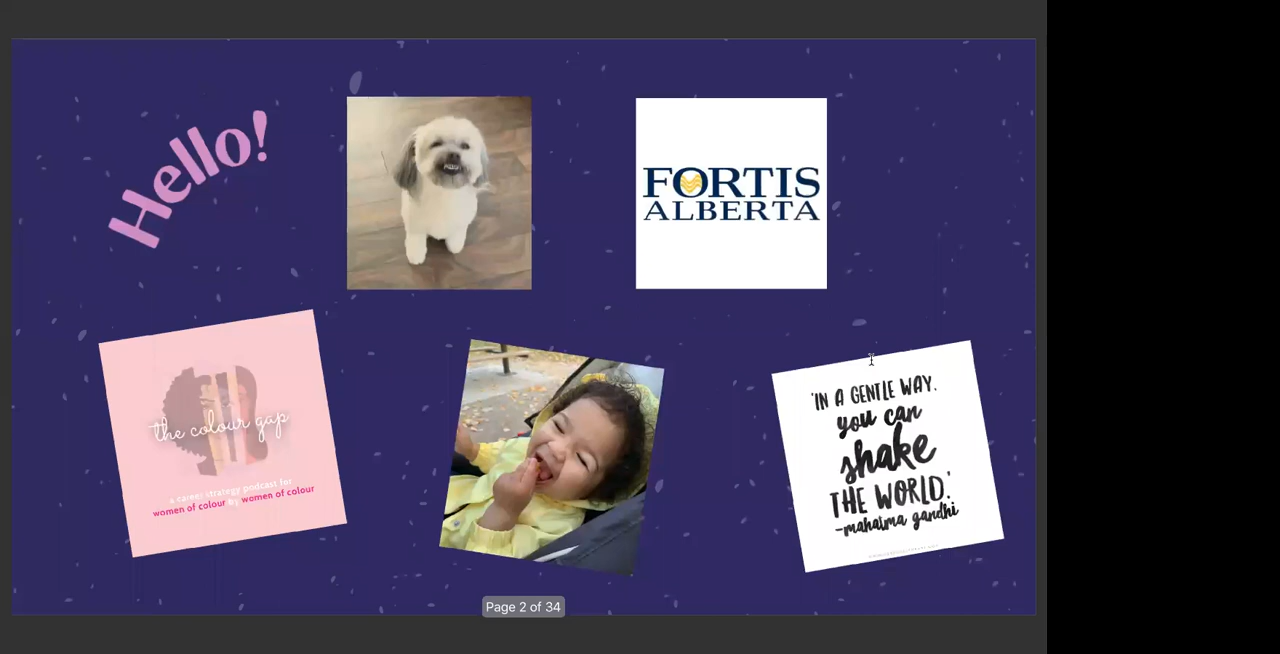 Hello!
FORTIS
ALBERTA
the colour gap
a career strategy podcast for
women of colour by women of colour
'IN A GENTLE WAY.
you can
shake
THE WORLD.'
-mahatma gandhi
Page 2 of 34